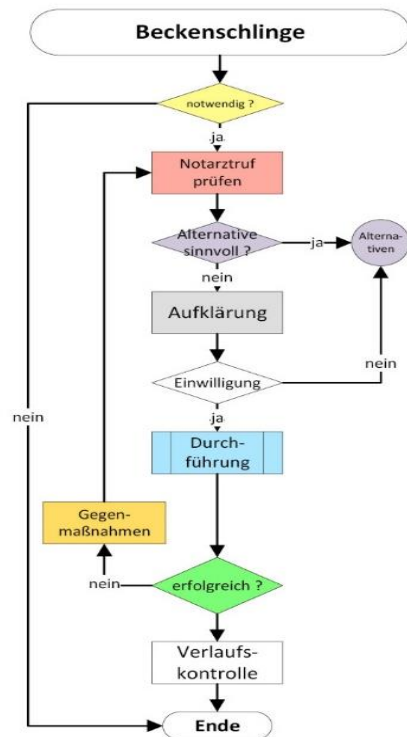 Beckenschlinge
notwendig ?
ja
Notarztruf
prüfen
Alternative
sinnvoll ?
ja
Alterna-
tiven
nein
Aufklärung
nein
Einwilligung
nein
ja
Durch-
führung
Gegen-
maßnahmen
nein
erfolgreich ?
Verlaufs-
kontrolle
Ende